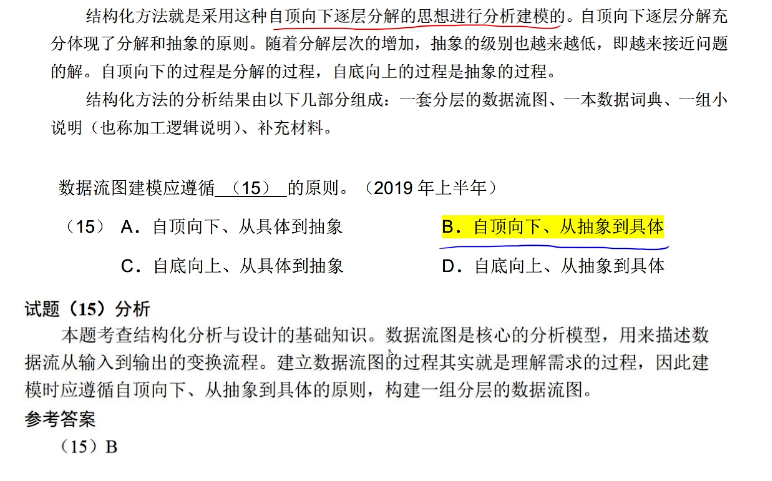 结构化方法就是采用这种自顶向下逐层分解的思想进行分析建模的。自顶向下逐层分解充
分体现了分解和抽象的原则。随着分解层次的增加，抽象的级别也越来越低，即越来接近问题
的解。自顶向下的过程是分解的过程，自底向上的过程是抽象的过程。
结构化方法的分析结果由以下几部分组成：一套分层的数据流图、一本数据词典、一组小
说明（也称加工逻辑说明）、补充材料。
数据流图建模应遵循 （15） 的原则。（2019 年上半年）
（15） A．自顶向下、从具体到抽象 B．自顶向下、从抽象到具体
C．自底向上、从具体到抽象 D．自底向上、从抽象到具体
试题（15）分析
本题考查结构化分析与设计的基础知识。数据流图是核心的分析模型，用来描述数
据流从输入到输出的变换流程。建立数据流图的过程其实就是理解需求的过程，因此建
模时应遵循自顶向下、从抽象到具体的原则，构建一组分层的数据流图。
参考答案
（15）B